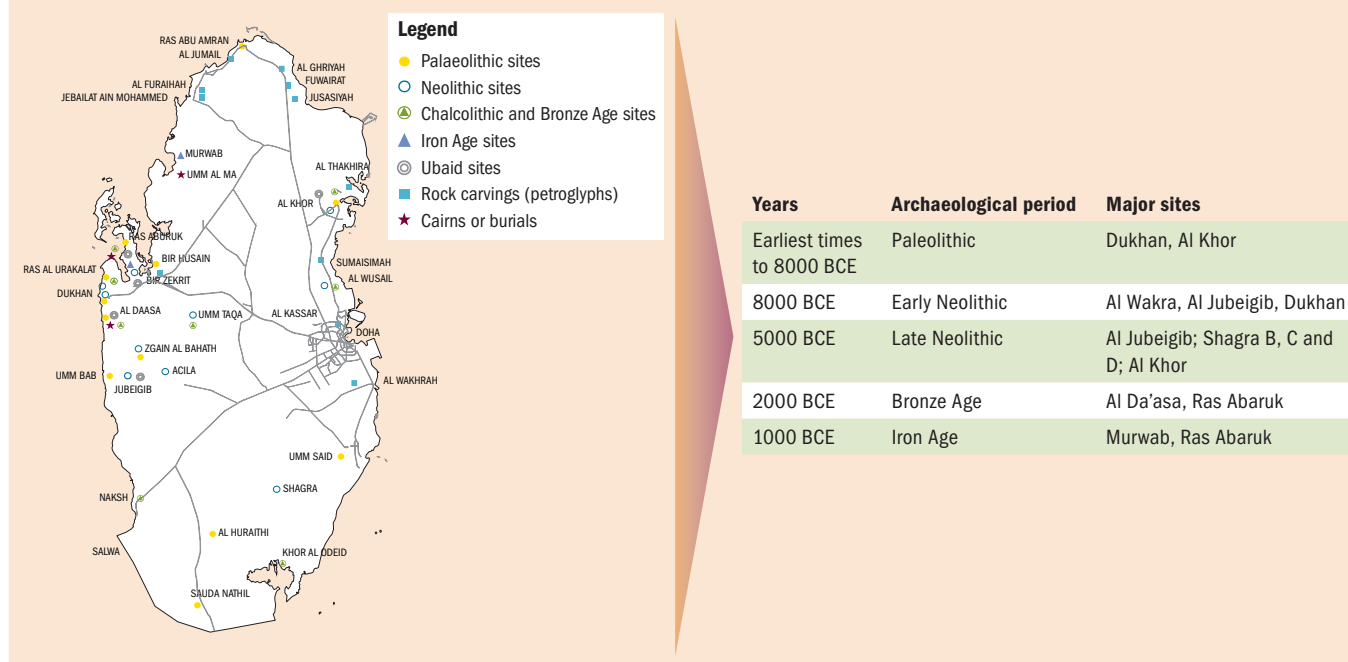 RAS ABU AMRAN
AL JUMAIL
AL GHRIYAH
FUWAIRAT
AL FURAIHAH
JEBAILAT AIN MOHAMMED
JUSASIYAH
MURWAB
UMM AL MA
AL THAKHIRA
AL KHOR
RAS ABURUK
BIR HUSAIN
RAS AL URAKALAT
BIR ZEKRIT
SUMAISIMAH
AL WUSAIL
DUKHAN
AL DAASA
UMM TAQA
AL KASSAR
DOHA
ZGAIN AL BAHATH
UMM BAB
ACILA
JUBEIGIB
AL WAKHRAH
UMM SAID
SHAGRA
NAKSH
AL HURAITHI
SALWA
KHOR AL ODEID
SAUDA NATHIL
Legend
Palaeolithic sites
Neolithic sites
Chalcolithic and Bronze Age sites
Iron Age sites
Ubaid sites
Rock carvings (petroglyphs)
Cairns or burials
Years Archaeological period Major sites
Earliest times Paleolithic Dukhan, Al Khor
to 8000 BCE
8000 BCE Early Neolithic Al Wakra, Al Jubeigib, Dukhan
5000 BCE Late Neolithic Al Jubeigib; Shagra B, C and
D; Al Khor
2000 BCE Bronze Age Al Da’asa, Ras Abaruk
1000 BCE Iron Age Murwab, Ras Abaruk